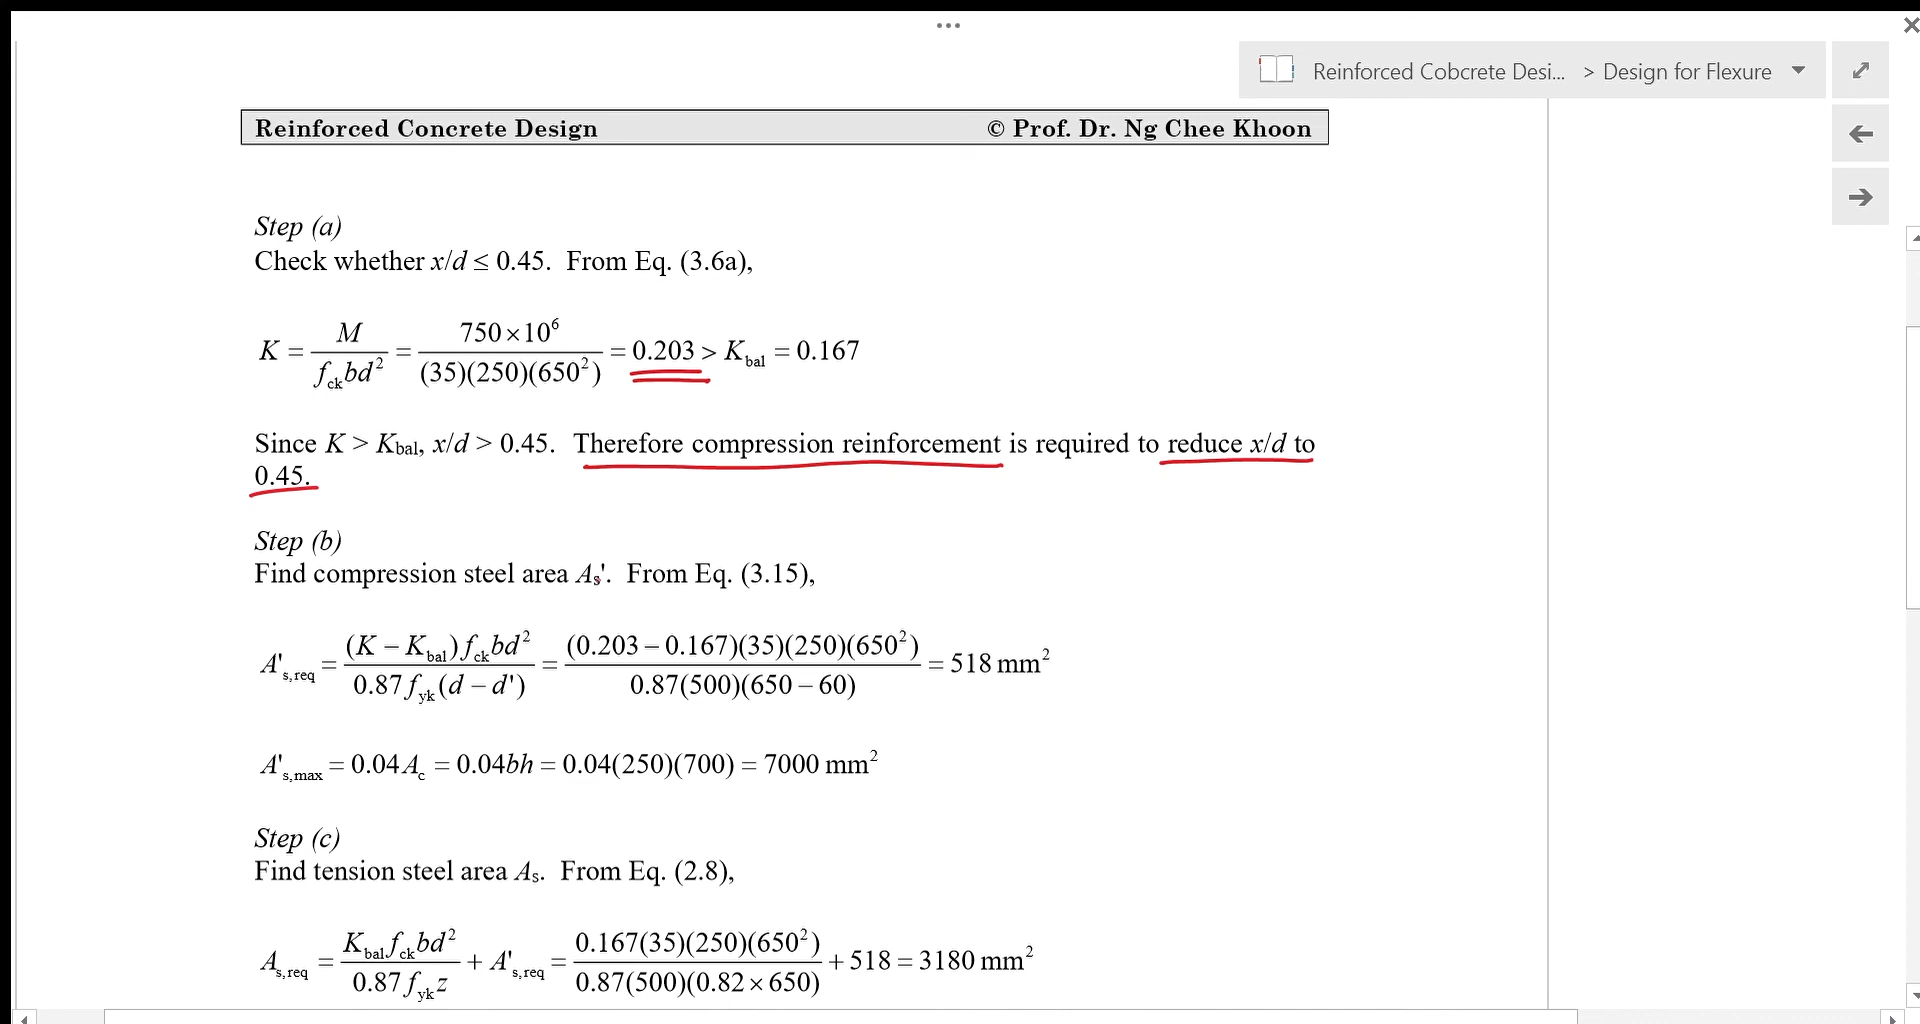 Reinforced Cobcrete Desi... > Design for Flexure
Reinforced Concrete Design © Prof. Dr. Ng Chee Khoon
Step (a)
Check whether x/d ≤ 0.45. From Eq. (3.6a),
K = M / (f_ck bd²) = 750×10⁶ / ((35)(250)(650²)) = 0.203 > K_bal = 0.167
Since K > Kbal, x/d > 0.45. Therefore compression reinforcement is required to reduce x/d to
0.45.
Step (b)
Find compression steel area As'. From Eq. (3.15),
A'_s,req = (K − K_bal) f_ck bd² / (0.87 f_yk (d − d')) = (0.203 − 0.167)(35)(250)(650²) / (0.87(500)(650 − 60)) = 518 mm²
A'_s,max = 0.04A_c = 0.04bh = 0.04(250)(700) = 7000 mm²
Step (c)
Find tension steel area As. From Eq. (2.8),
A_s,req = K_bal f_ck bd² / (0.87 f_yk z) + A'_s,req = 0.167(35)(250)(650²) / (0.87(500)(0.82 × 650)) + 518 = 3180 mm²